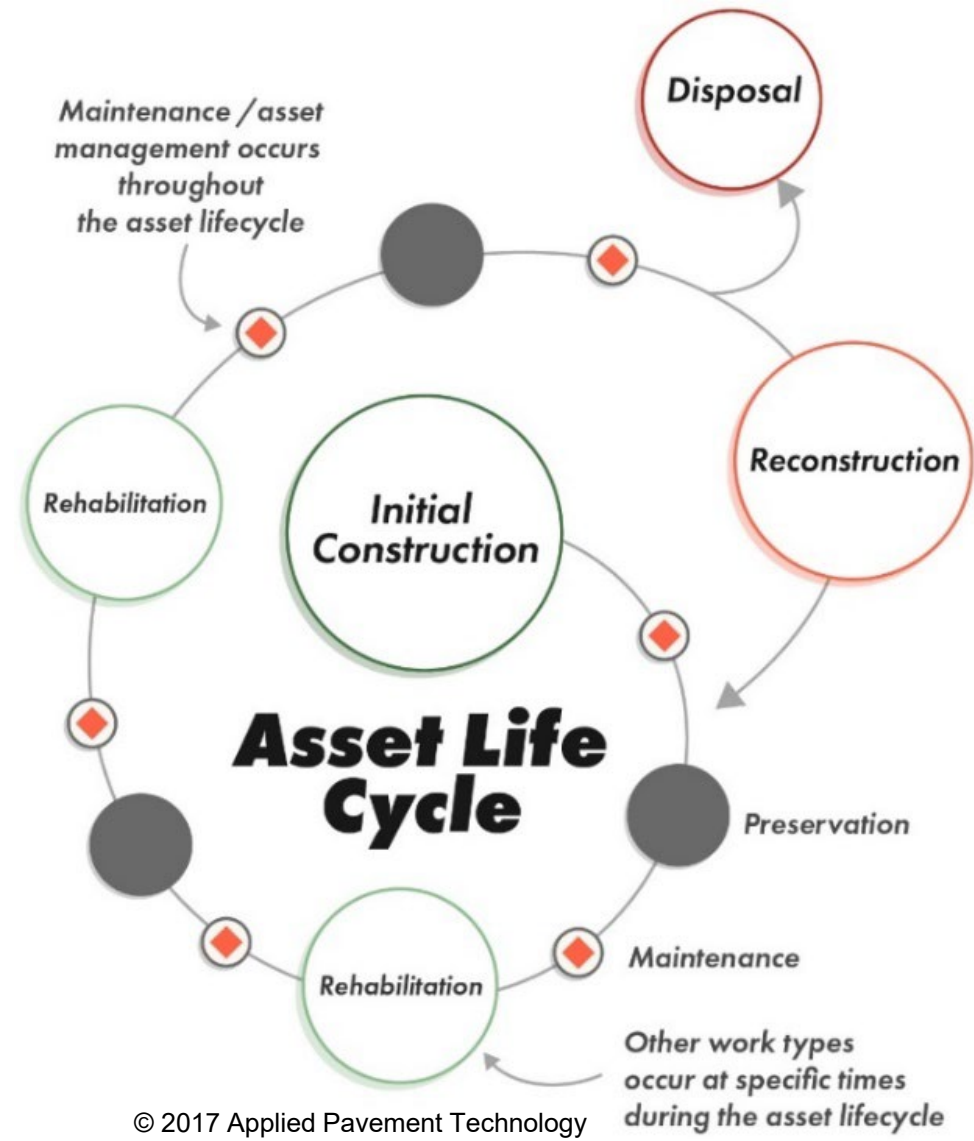 Disposal
Maintenance / asset
management occurs
throughout
the asset lifecycle
Rehabilitation
Initial
Construction
Reconstruction
Asset Life
Cycle
Preservation
Maintenance
Rehabilitation
Other work types
occur at specific times
during the asset lifecycle
© 2017 Applied Pavement Technology